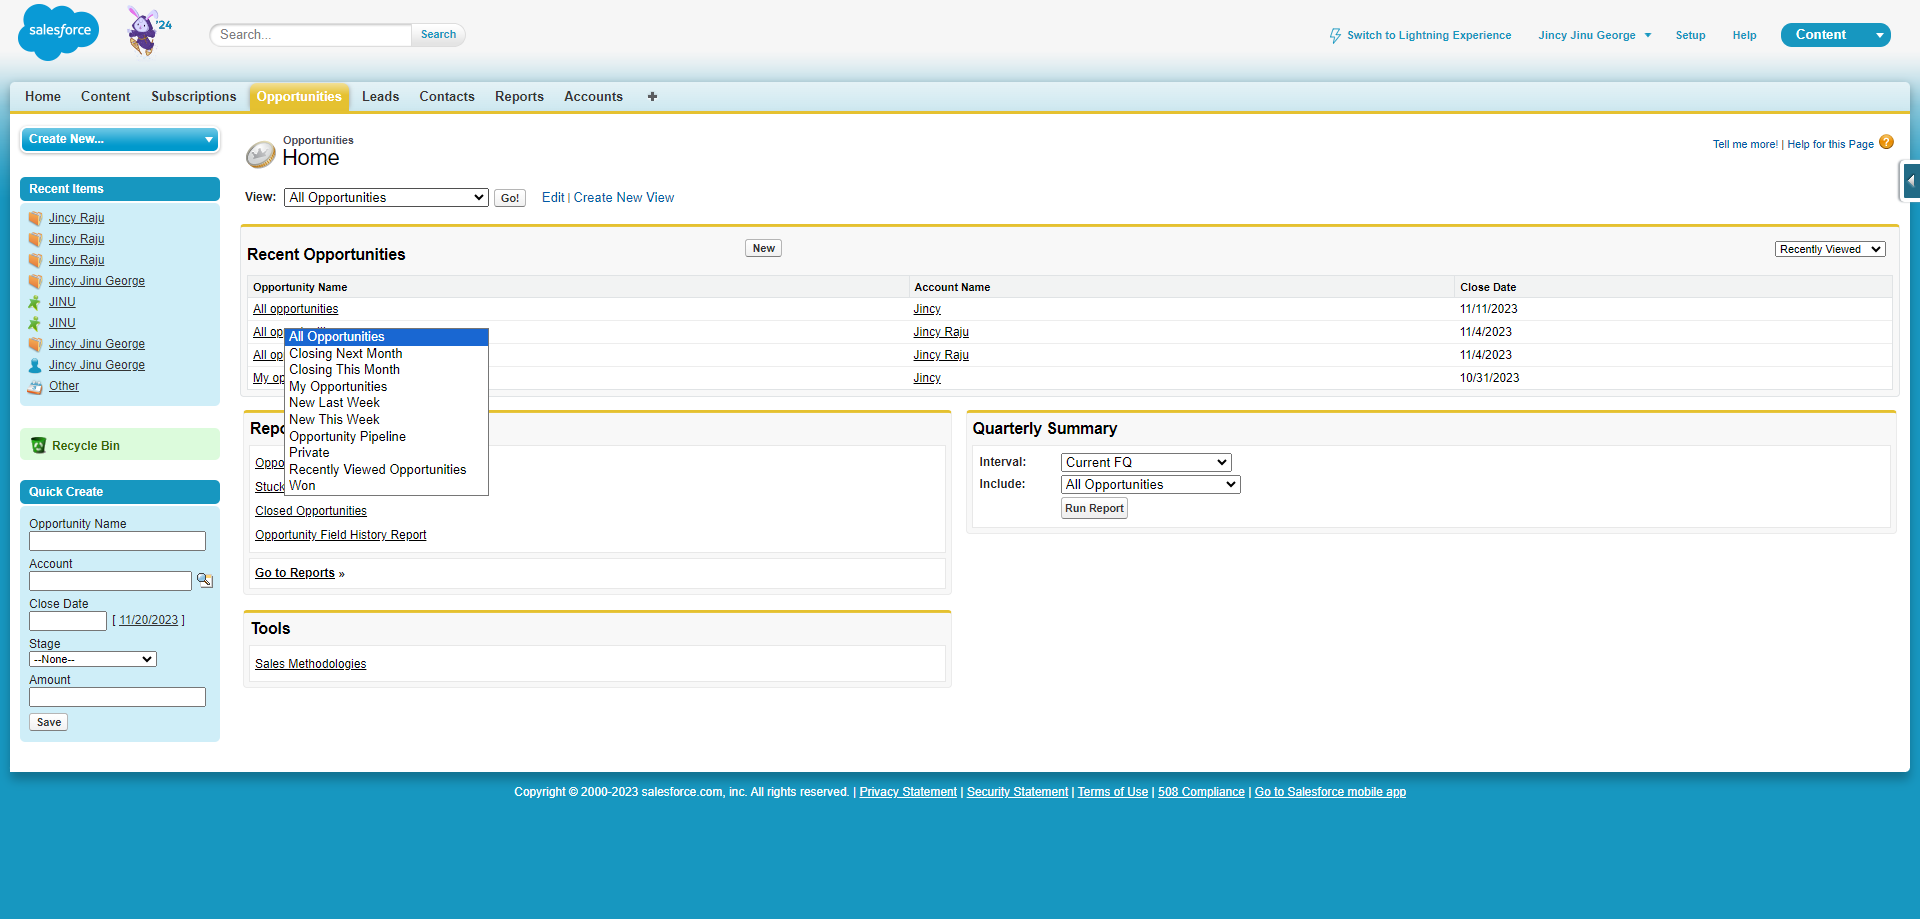 salesforce
'24
Search...
Search
Switch to Lightning Experience
Jincy Jinu George
Setup
Help
Content
Home
Content
Subscriptions
Opportunities
Leads
Contacts
Reports
Accounts
+
Create New...
Recent Items
Jincy Raju
Jincy Raju
Jincy Raju
Jincy Jinu George
JINU
JINU
Jincy Jinu George
Jincy Jinu George
Other
Recycle Bin
Quick Create
Opportunity Name
Account
Close Date
[ 11/20/2023 ]
Stage
--None--
Amount
Save
Opportunities
Home
Tell me more! | Help for this Page ?
View: All Opportunities Go! Edit | Create New View
Recent Opportunities
New
Recently Viewed
Opportunity Name Account Name Close Date
All opportunities Jincy 11/11/2023
All Jincy Raju 11/4/2023
All Jincy Raju 11/4/2023
My Jincy 10/31/2023
All Opportunities
Closing Next Month
Closing This Month
My Opportunities
New Last Week
New This Week
Opportunity Pipeline
Private
Recently Viewed Opportunities
Won
Stuck
Closed Opportunities
Opportunity Field History Report
Go to Reports »
Quarterly Summary
Interval: Current FQ
Include: All Opportunities
Run Report
Tools
Sales Methodologies
Copyright © 2000-2023 salesforce.com, inc. All rights reserved. | Privacy Statement | Security Statement | Terms of Use | 508 Compliance | Go to Salesforce mobile app